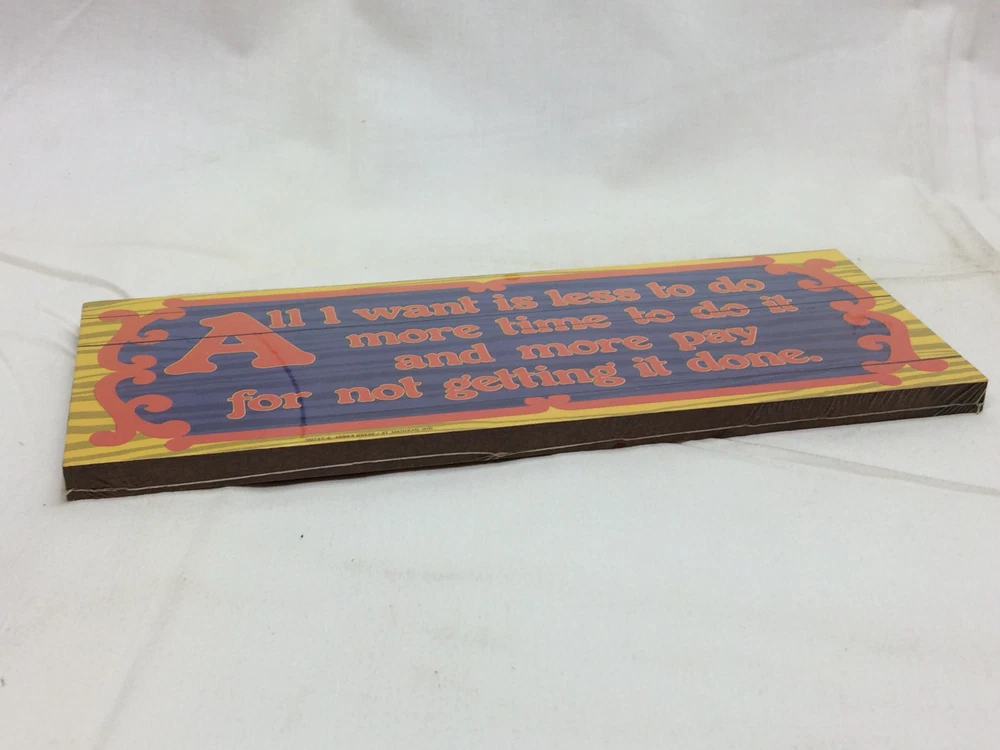 All I want is less to do
more time to do it
and more pay
for not getting it done.